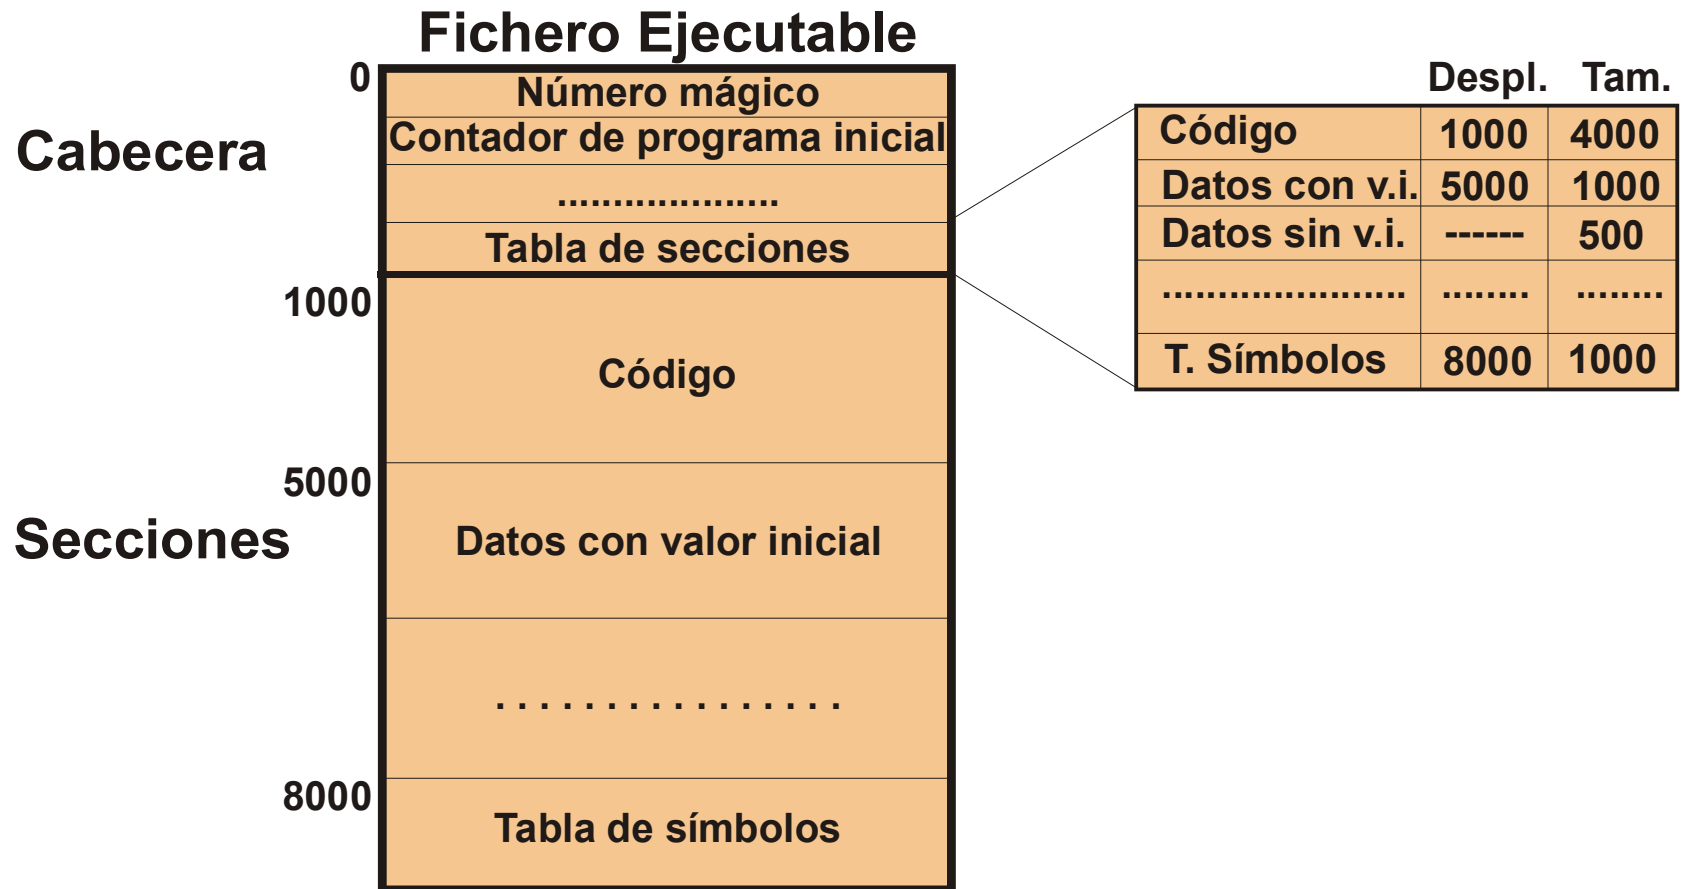 Fichero Ejecutable
0
Número mágico
Contador de programa inicial
....................
Tabla de secciones
Cabecera
1000
Código
5000
Datos con valor inicial
Secciones
. . . . . . . . . . . . . . . .
8000
Tabla de símbolos
Despl. Tam.
Código 1000 4000
Datos con v.i. 5000 1000
Datos sin v.i. ------ 500
...................... ........ ........
T. Símbolos 8000 1000